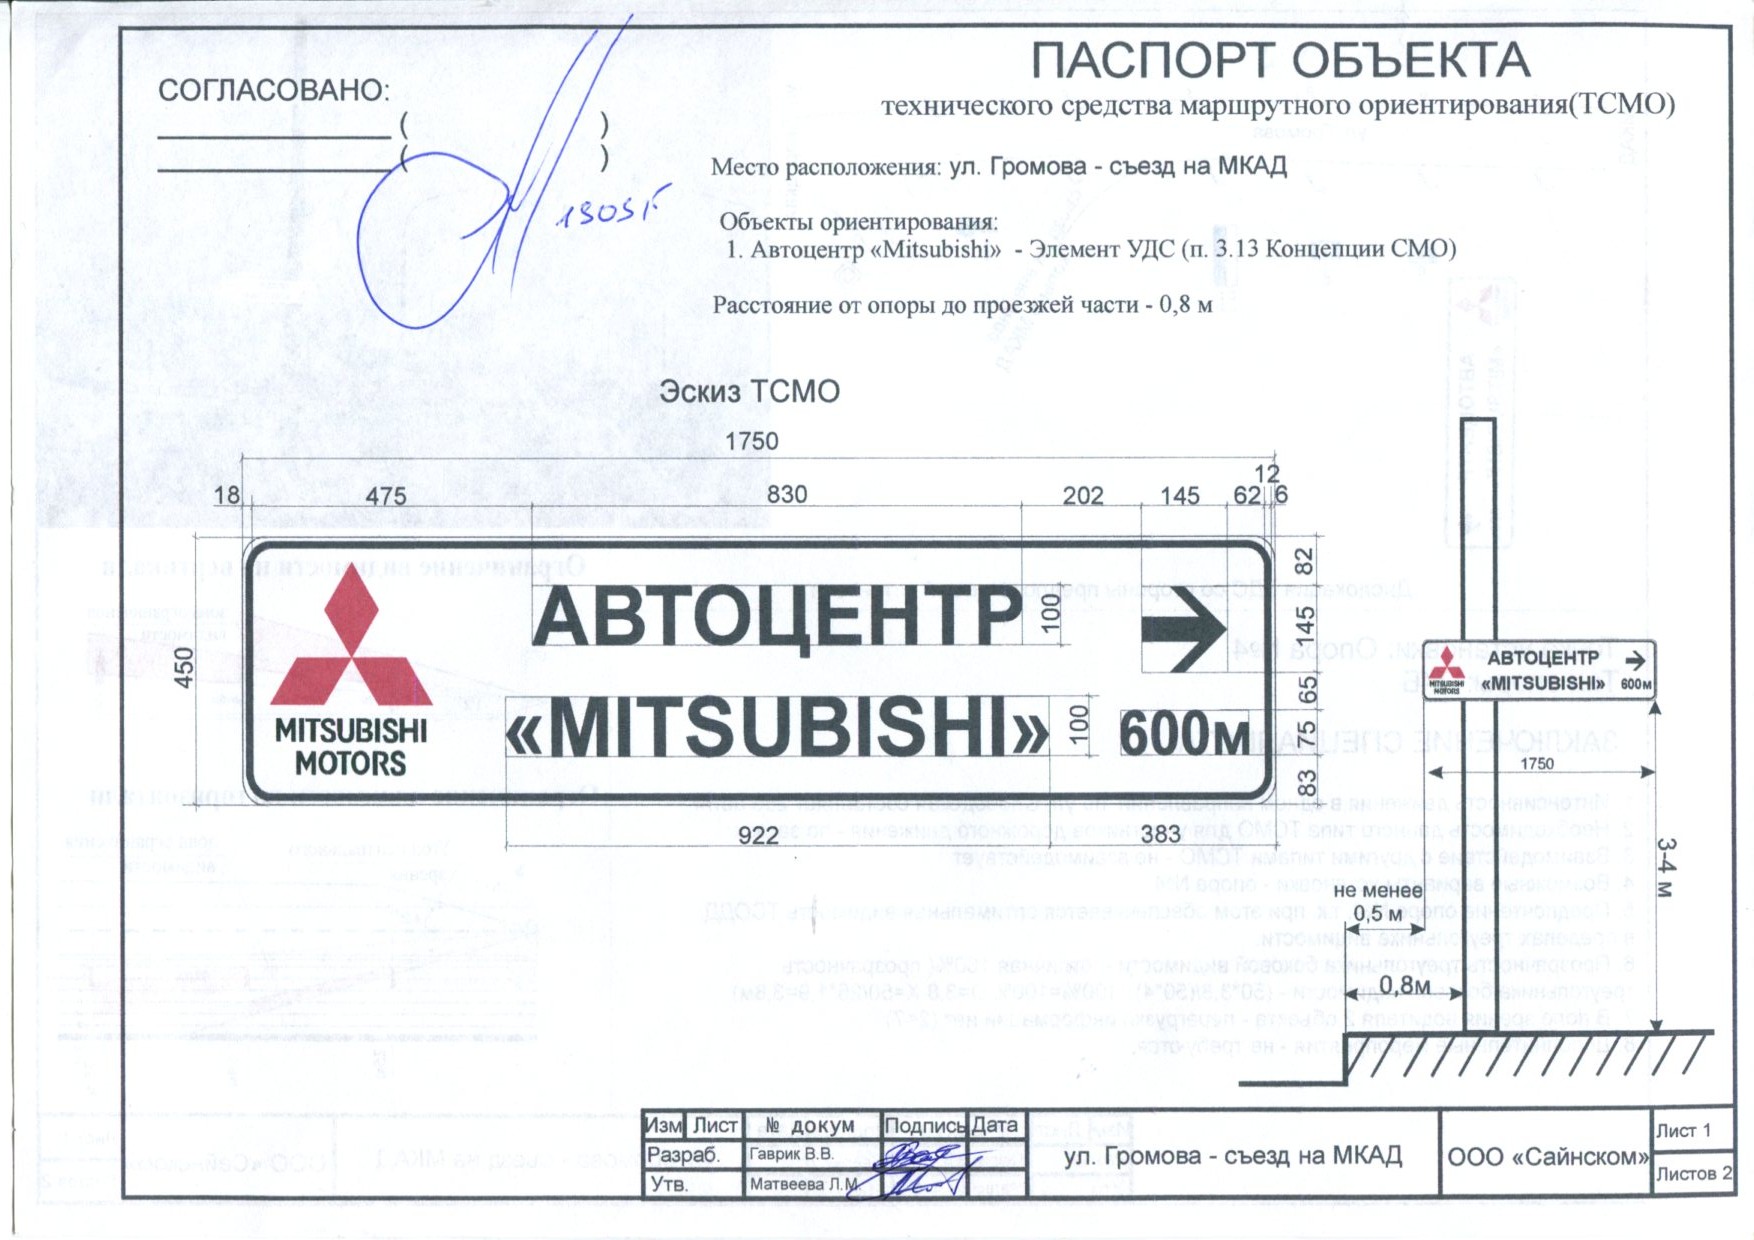 СОГЛАСОВАНО:
( )
( )
ПАСПОРТ ОБЪЕКТА
технического средства маршрутного ориентирования(ТСМО)
Место расположения: ул. Громова - съезд на МКАД
Объекты ориентирования:
1. Автоцентр «Mitsubishi» - Элемент УДС (п. 3.13 Концепции СМО)
Расстояние от опоры до проезжей части - 0,8 м
Эскиз ТСМО
1750
18 475 830 202 145 62 12 6
450
АВТОЦЕНТР
100
«MITSUBISHI»
100
600м
MITSUBISHI
MOTORS
82
145
65
75
83
922
383
АВТОЦЕНТР
«MITSUBISHI»
600м
MITSUBISHI
MOTORS
1750
3-4 м
не менее
0,5 м
0,8м
Изм Лист № докум Подпись Дата
Разраб. Гаврик В.В.
Утв. Матвеева Л.М.
ул. Громова - съезд на МКАД
ООО «Сайнском»
Лист 1
Листов 2